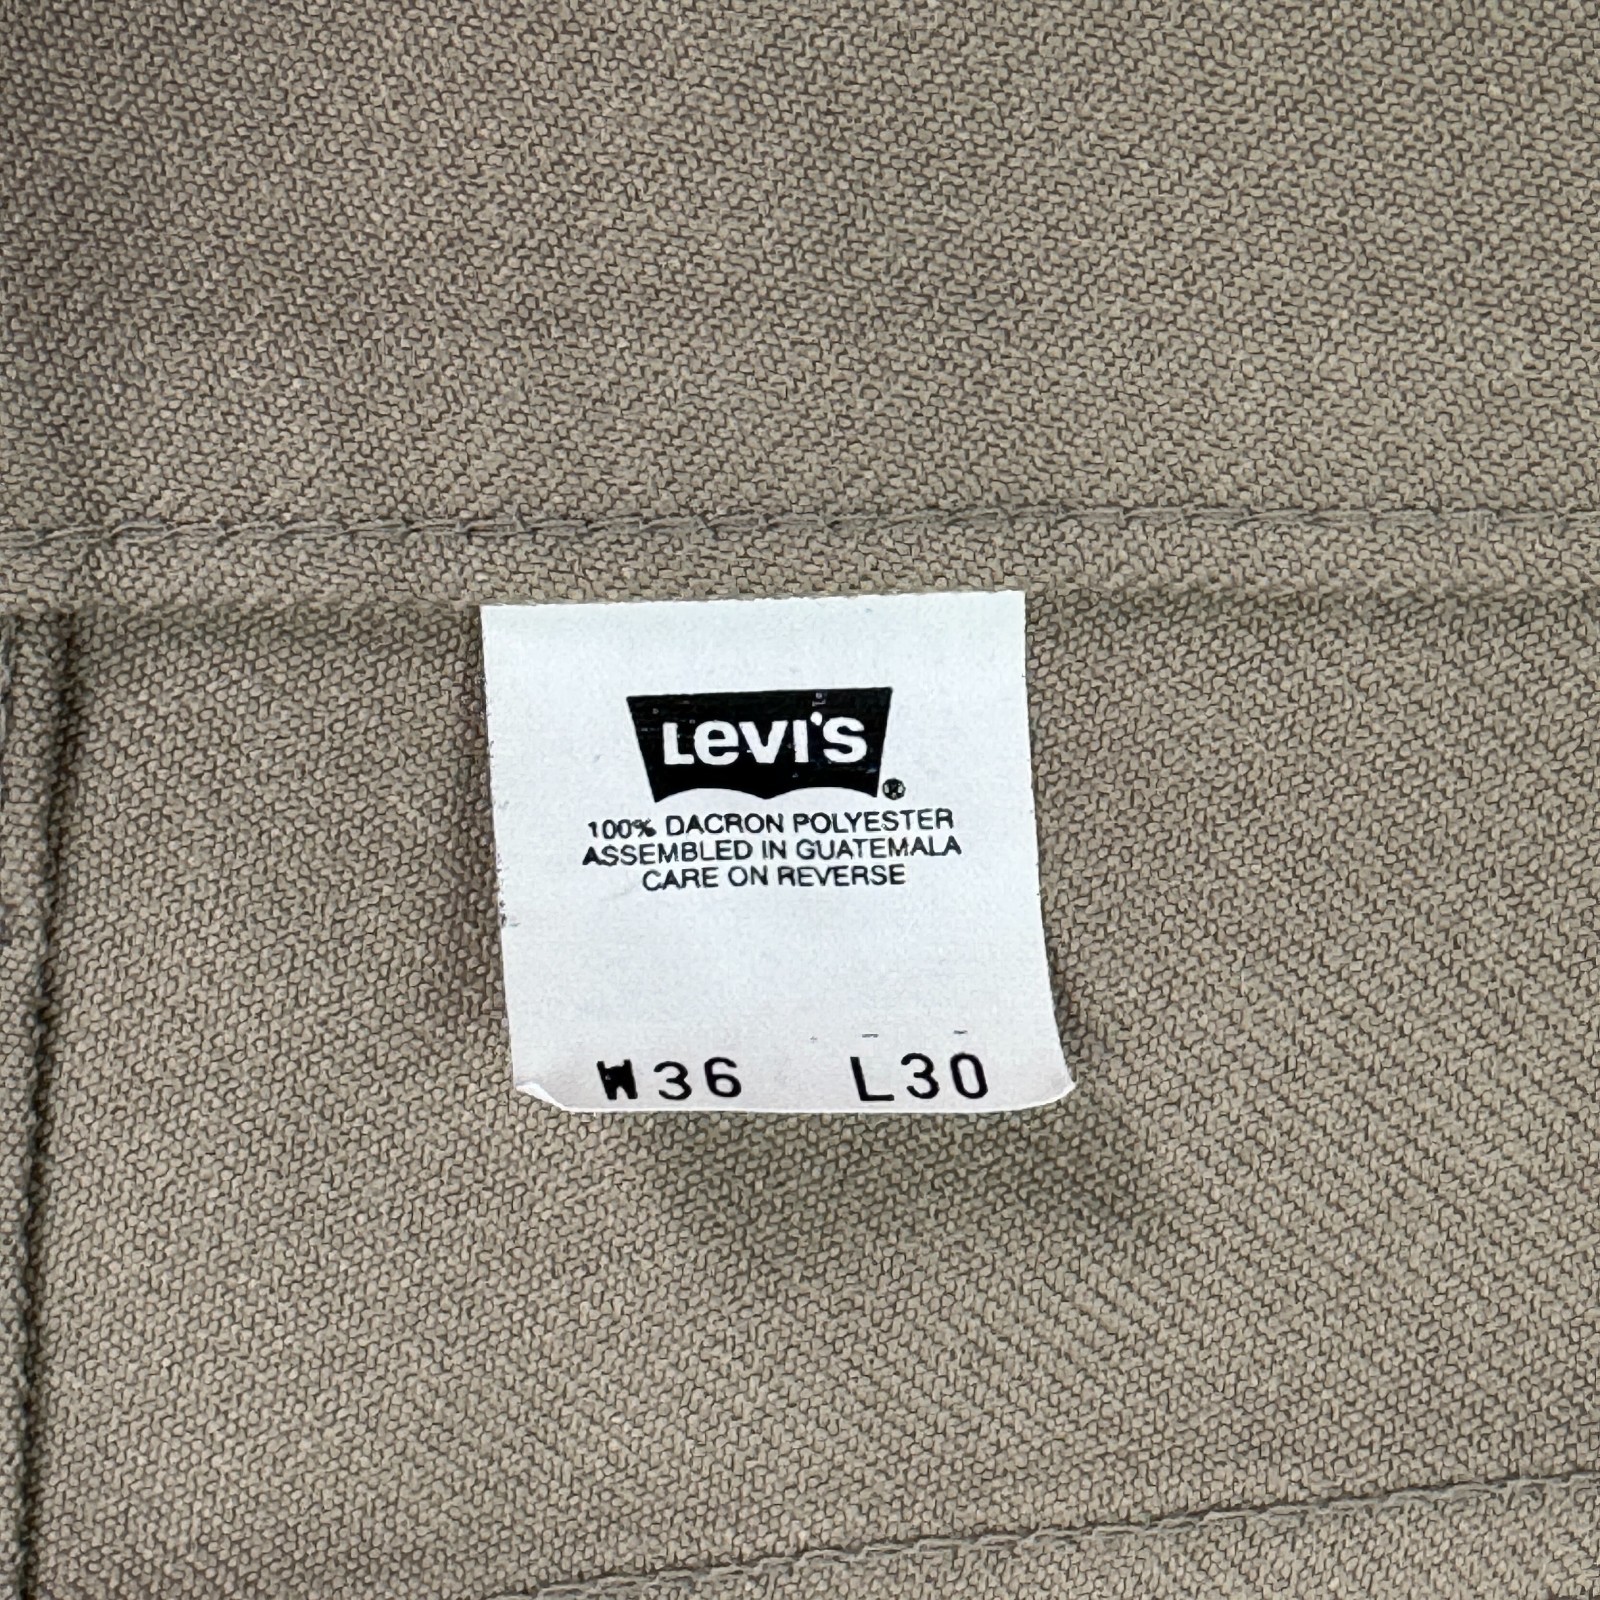 Levi's
100% DACRON POLYESTER
ASSEMBLED IN GUATEMALA
CARE ON REVERSE
W36 L30